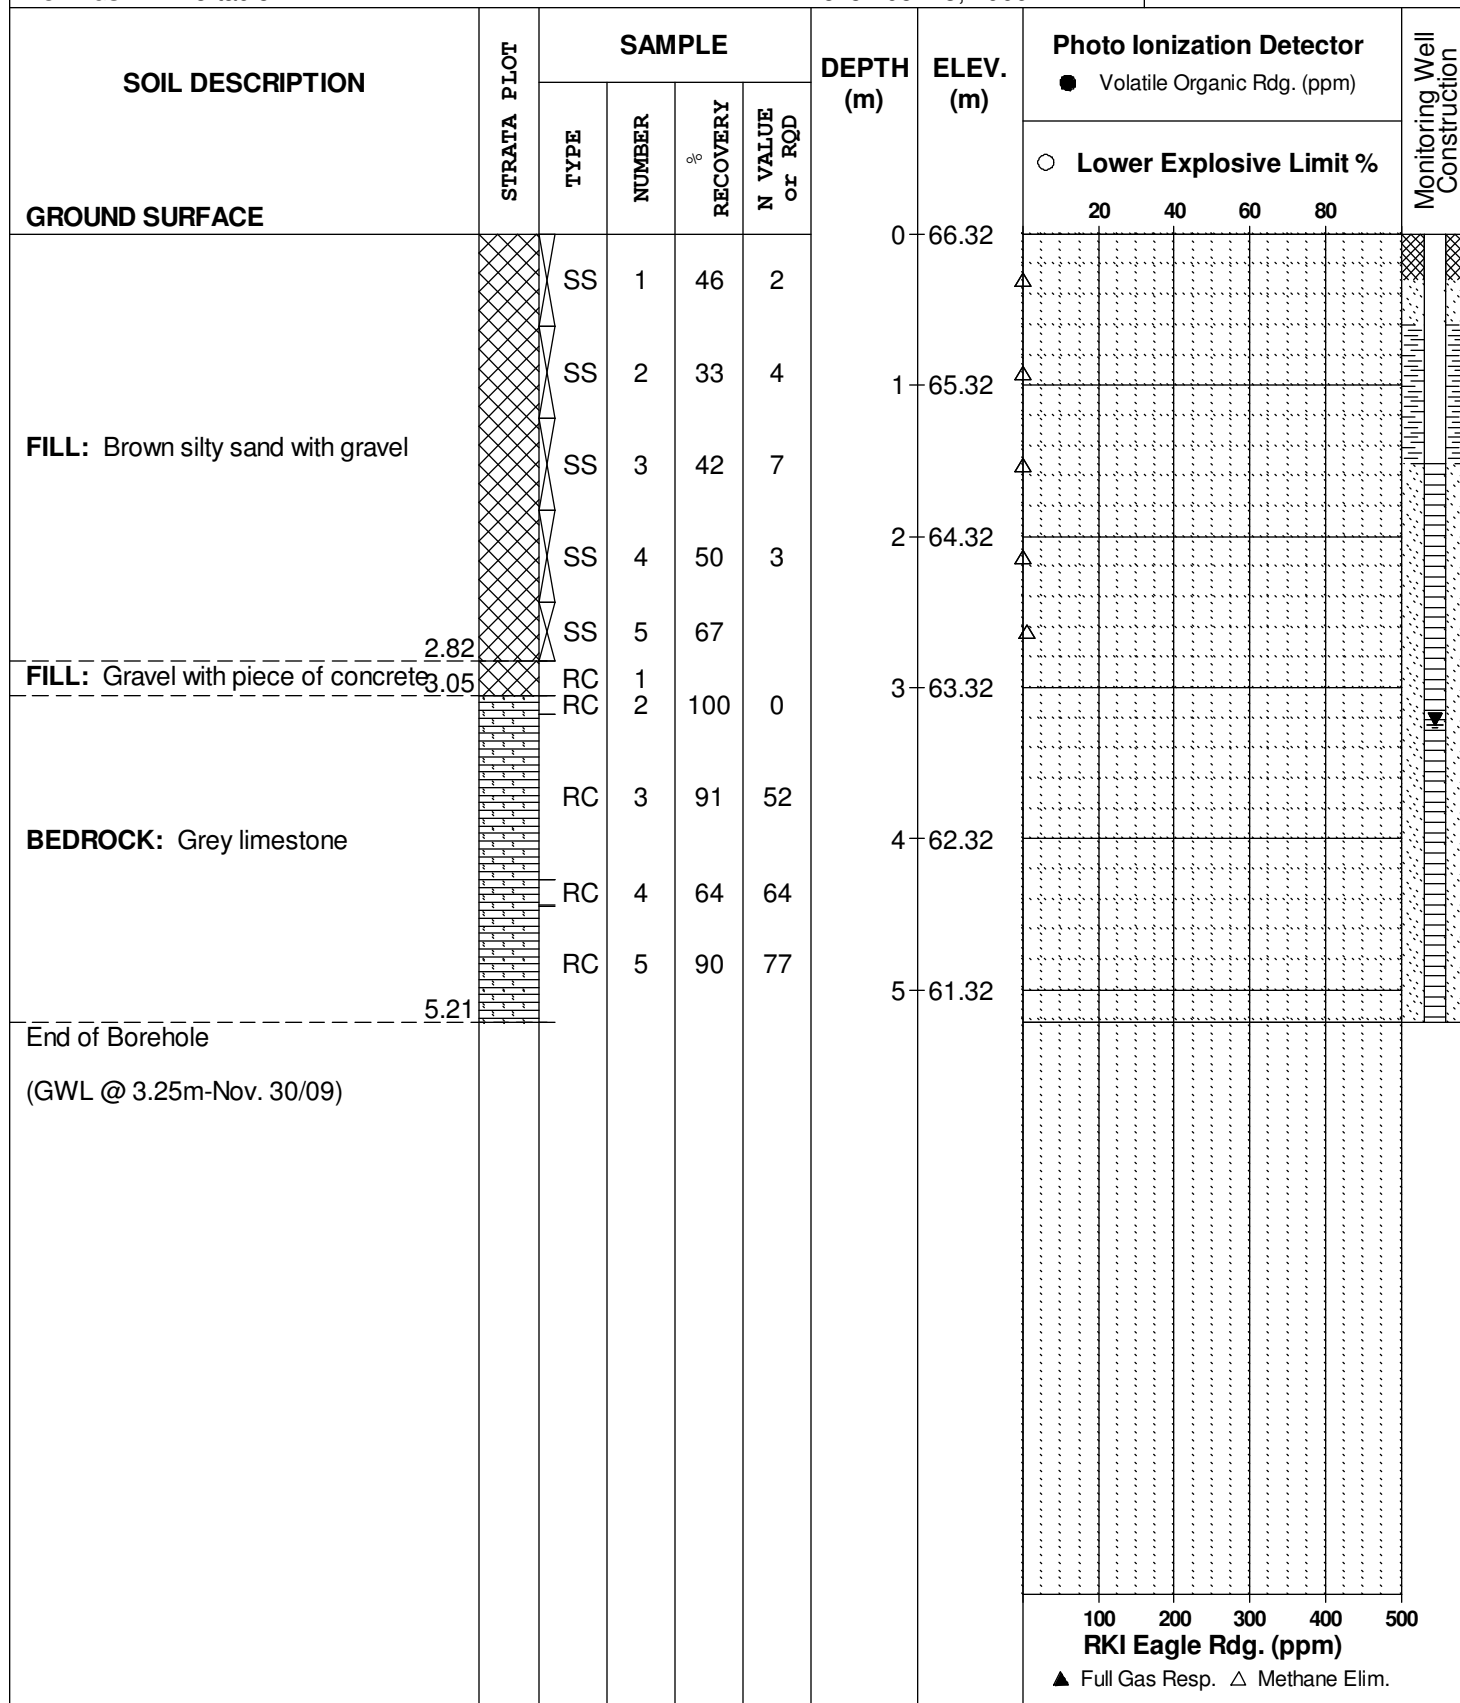 SOIL DESCRIPTION
GROUND SURFACE
STRATA PLOT
SAMPLE
TYPE
NUMBER
% RECOVERY
N VALUE or RQD
DEPTH (m)
ELEV. (m)
Photo Ionization Detector
● Volatile Organic Rdg. (ppm)
○ Lower Explosive Limit %
20 40 60 80
Monitoring Well Construction
0 66.32
SS 1 46 2
SS 2 33 4
1 65.32
FILL: Brown silty sand with gravel
SS 3 42 7
2 64.32
SS 4 50 3
SS 5 67
2.82
FILL: Gravel with piece of concrete
3.05
RC 1
3 63.32
RC 2 100 0
RC 3 91 52
BEDROCK: Grey limestone
4 62.32
RC 4 64 64
RC 5 90 77
5 61.32
5.21
End of Borehole
(GWL @ 3.25m-Nov. 30/09)
100 200 300 400 500
RKI Eagle Rdg. (ppm)
▲ Full Gas Resp. △ Methane Elim.